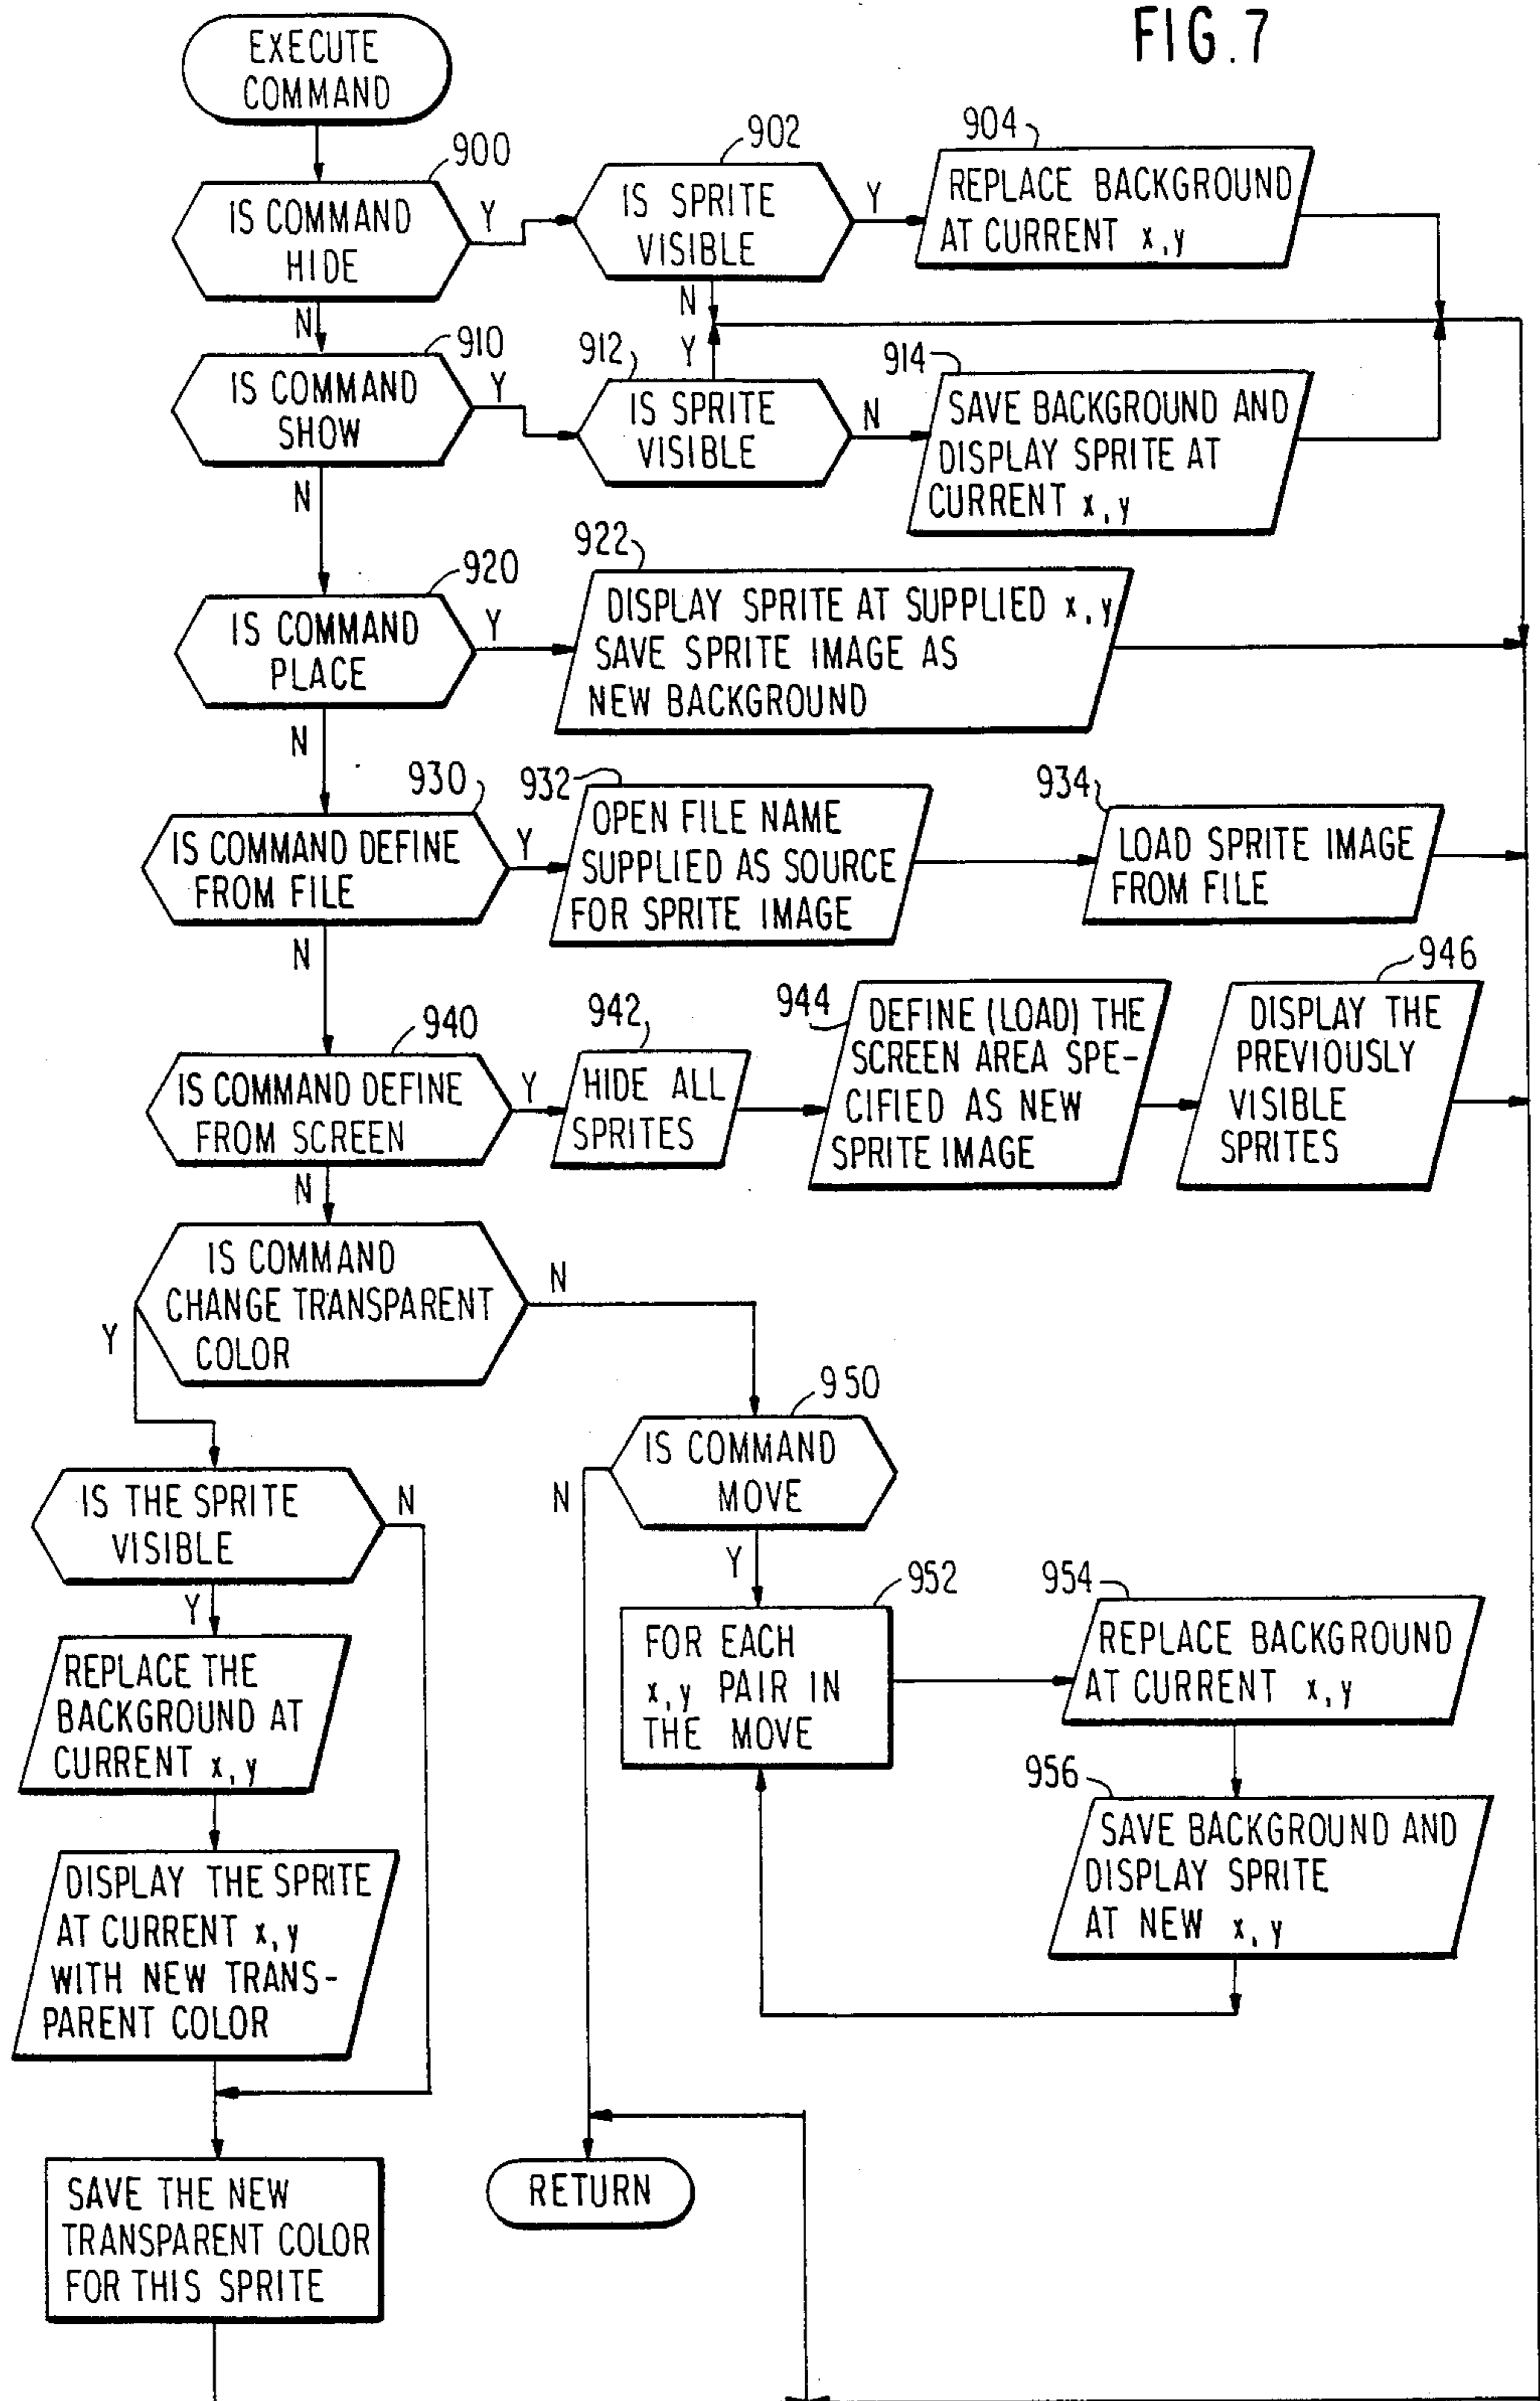 FIG. 7
EXECUTE
COMMAND
900
IS COMMAND
HIDE
Y
N
902
IS SPRITE
VISIBLE
Y
N
904
REPLACE BACKGROUND
AT CURRENT x,y
910
IS COMMAND
SHOW
Y
N
912
IS SPRITE
VISIBLE
Y
N
914
SAVE BACKGROUND AND
DISPLAY SPRITE AT
CURRENT x,y
920
IS COMMAND
PLACE
Y
N
922
DISPLAY SPRITE AT SUPPLIED x,y
SAVE SPRITE IMAGE AS
NEW BACKGROUND
930
IS COMMAND DEFINE
FROM FILE
Y
N
932
OPEN FILE NAME
SUPPLIED AS SOURCE
FOR SPRITE IMAGE
934
LOAD SPRITE IMAGE
FROM FILE
940
IS COMMAND DEFINE
FROM SCREEN
Y
N
942
HIDE ALL
SPRITES
944
DEFINE (LOAD) THE
SCREEN AREA SPE-
CIFIED AS NEW
SPRITE IMAGE
946
DISPLAY THE
PREVIOUSLY
VISIBLE
SPRITES
IS COMMAND
CHANGE TRANSPARENT
COLOR
Y
N
IS THE SPRITE
VISIBLE
N
Y
REPLACE THE
BACKGROUND AT
CURRENT x,y
DISPLAY THE SPRITE
AT CURRENT x,y
WITH NEW TRANS-
PARENT COLOR
SAVE THE NEW
TRANSPARENT COLOR
FOR THIS SPRITE
950
IS COMMAND
MOVE
N
Y
952
FOR EACH
x,y PAIR IN
THE MOVE
954
REPLACE BACKGROUND
AT CURRENT x,y
956
SAVE BACKGROUND AND
DISPLAY SPRITE
AT NEW x,y
RETURN